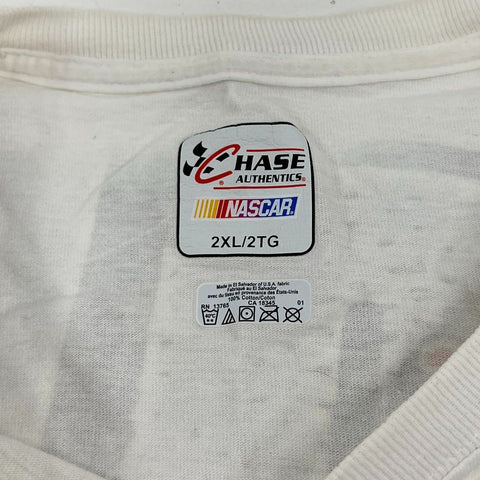 CHASE
AUTHENTICS®
NASCAR
2XL/2TG
Made in El Salvador of U.S.A. fabric
Fabriqué au El Salvador
avec du tissu en provenance des États-Unis
100% Cotton/Coton
RN 13765 CA 18345 01
40°C